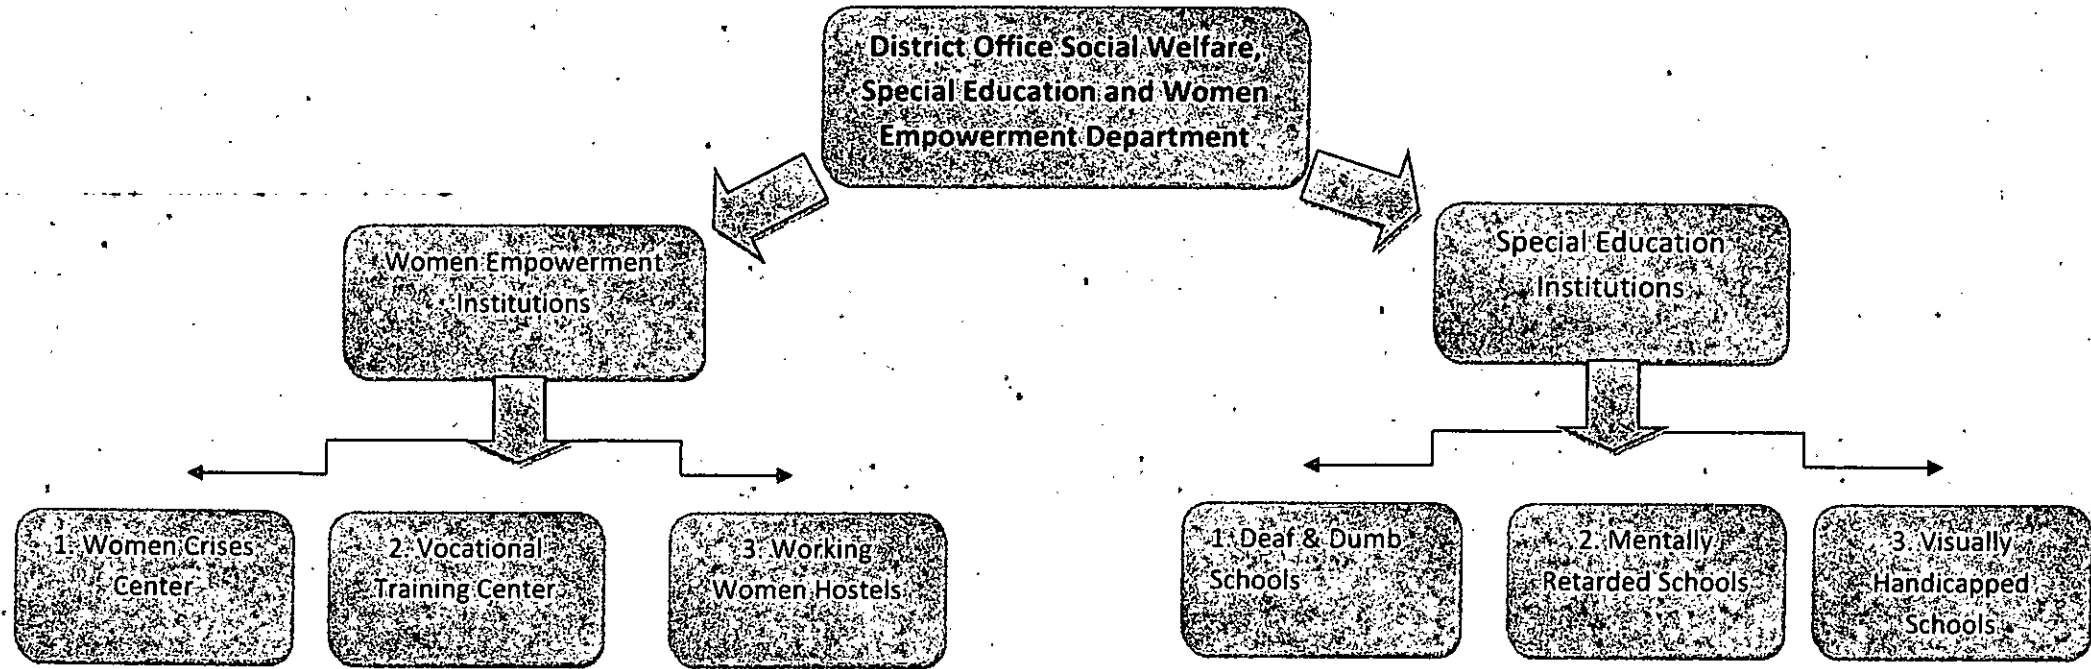 District Office Social Welfare,
Special Education and Women
Empowerment Department
Women Empowerment
Institutions
Special Education
Institutions
1. Women Crises
Center
2. Vocational
Training Center
3. Working
Women Hostels
1. Deaf & Dumb
Schools
2. Mentally
Retarded Schools
3. Visually
Handicapped
Schools